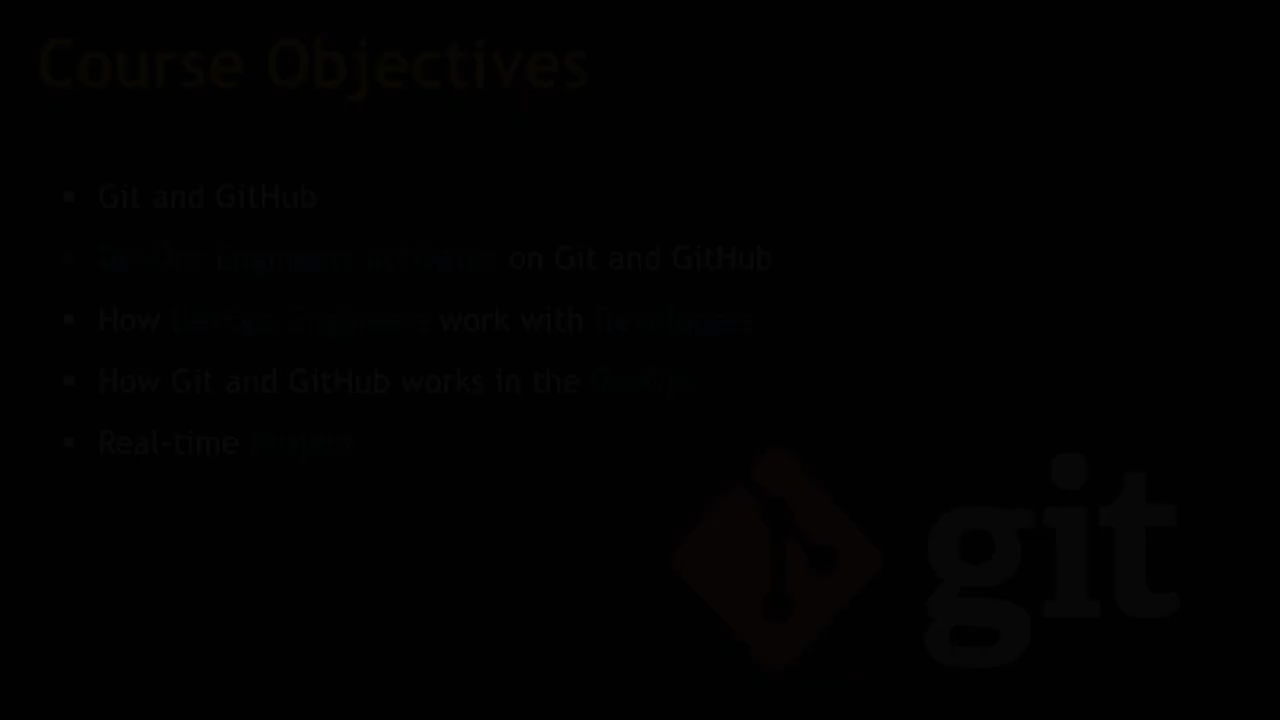 Course Objectives
Git and GitHub
DevOps Engineers activities on Git and GitHub
How DevOps Engineers work with Developers
How Git and GitHub works in the DevOps
Real-time Project
git